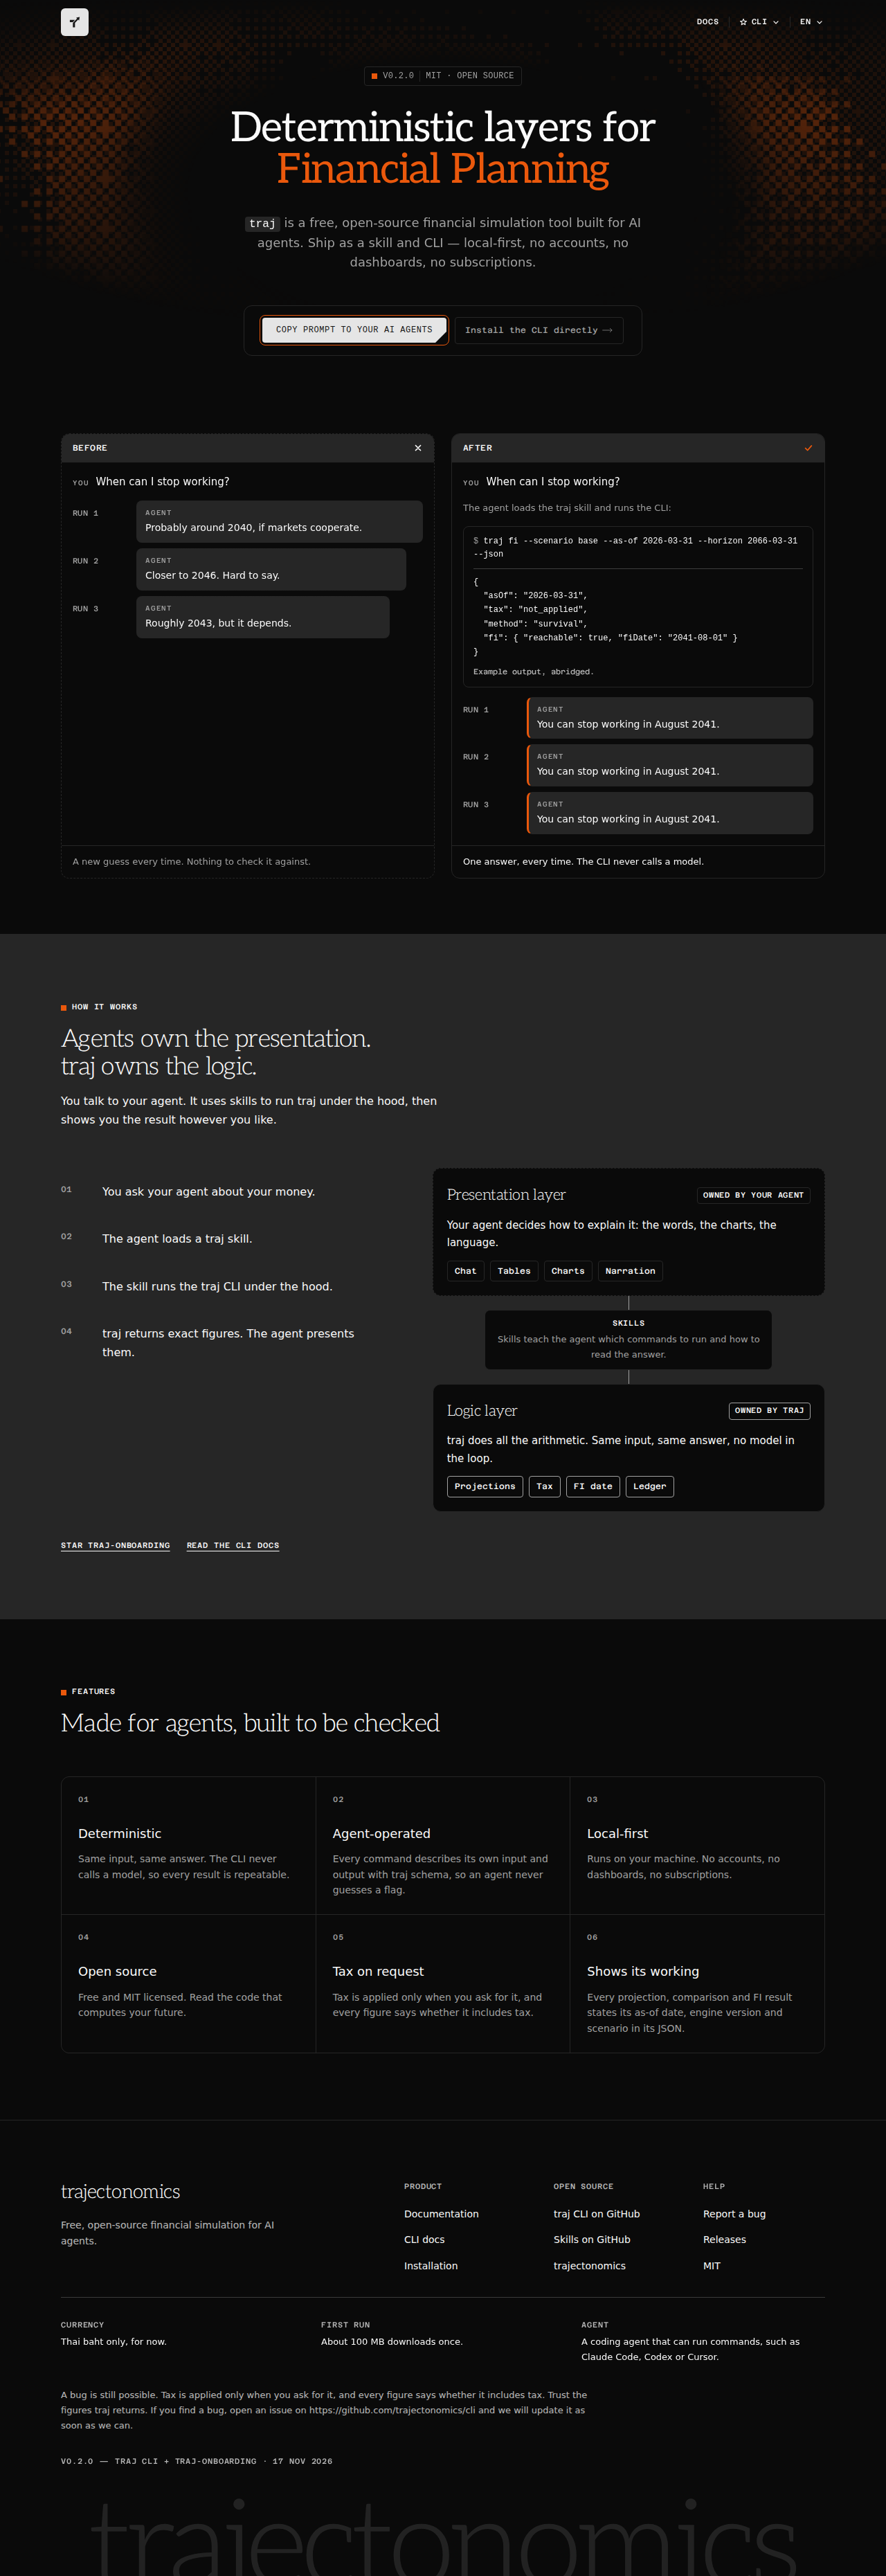 DOCS
CLI
EN
V0.2.0
MIT · OPEN SOURCE
Deterministic layers for
Financial Planning
traj is a free, open-source financial simulation tool built for AI
agents. Ship as a skill and CLI — local-first, no accounts, no
dashboards, no subscriptions.
COPY PROMPT TO YOUR AI AGENTS
Install the CLI directly →
BEFORE
YOU When can I stop working?
RUN 1
AGENT
Probably around 2040, if markets cooperate.
RUN 2
AGENT
Closer to 2046. Hard to say.
RUN 3
AGENT
Roughly 2043, but it depends.
A new guess every time. Nothing to check it against.
AFTER
YOU When can I stop working?
The agent loads the traj skill and runs the CLI:
$ traj fi --scenario base --as-of 2026-03-31 --horizon 2066-03-31
--json
{
"asOf": "2026-03-31",
"tax": "not_applied",
"method": "survival",
"fi": { "reachable": true, "fiDate": "2041-08-01" }
}
Example output, abridged.
RUN 1
AGENT
You can stop working in August 2041.
RUN 2
AGENT
You can stop working in August 2041.
RUN 3
AGENT
You can stop working in August 2041.
One answer, every time. The CLI never calls a model.
HOW IT WORKS
Agents own the presentation.
traj owns the logic.
You talk to your agent. It uses skills to run traj under the hood, then
shows you the result however you like.
01 You ask your agent about your money.
02 The agent loads a traj skill.
03 The skill runs the traj CLI under the hood.
04 traj returns exact figures. The agent presents
them.
Presentation layer
OWNED BY YOUR AGENT
Your agent decides how to explain it: the words, the charts, the
language.
Chat
Tables
Charts
Narration
SKILLS
Skills teach the agent which commands to run and how to
read the answer.
Logic layer
OWNED BY TRAJ
traj does all the arithmetic. Same input, same answer, no model in
the loop.
Projections
Tax
FI date
Ledger
STAR TRAJ-ONBOARDING
READ THE CLI DOCS
FEATURES
Made for agents, built to be checked
01
Deterministic
Same input, same answer. The CLI never
calls a model, so every result is repeatable.
02
Agent-operated
Every command describes its own input and
output with traj schema, so an agent never
guesses a flag.
03
Local-first
Runs on your machine. No accounts, no
dashboards, no subscriptions.
04
Open source
Free and MIT licensed. Read the code that
computes your future.
05
Tax on request
Tax is applied only when you ask for it, and
every figure says whether it includes tax.
06
Shows its working
Every projection, comparison and FI result
states its as-of date, engine version and
scenario in its JSON.
trajectonomics
Free, open-source financial simulation for AI
agents.
PRODUCT
Documentation
CLI docs
Installation
OPEN SOURCE
traj CLI on GitHub
Skills on GitHub
trajectonomics
HELP
Report a bug
Releases
MIT
CURRENCY
Thai baht only, for now.
FIRST RUN
About 100 MB downloads once.
AGENT
A coding agent that can run commands, such as
Claude Code, Codex or Cursor.
A bug is still possible. Tax is applied only when you ask for it, and every figure says whether it includes tax. Trust the
figures traj returns. If you find a bug, open an issue on https://github.com/trajectonomics/cli and we will update it as
soon as we can.
V0.2.0 — TRAJ CLI + TRAJ-ONBOARDING · 17 NOV 2026
trajectonomics